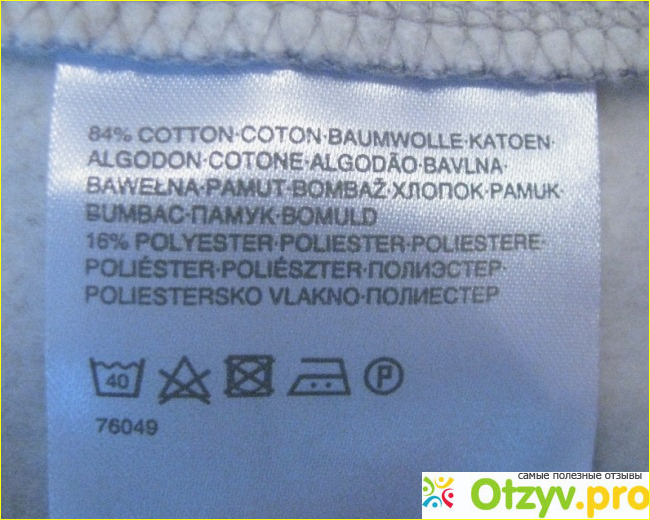 84% COTTON·COTON·BAUMWOLLE·KATOEN·
ALGODON·COTONE·ALGODÃO·BAVLNA·
BAWEŁNA·PAMUT·BOMBAŽ·ХЛОПОК·PAMUK·
BUMBAC·ПАМУК·BOMULD
16% POLYESTER·POLIESTER·POLIESTERE·
POLIÉSTER·POLIÉSZTER·ПОЛИЭСТЕР·
POLIESTERSKO VLAKNO·ПОЛИЕСТЕР
40 P
76049
самые полезные отзывы
Otzyv.pro